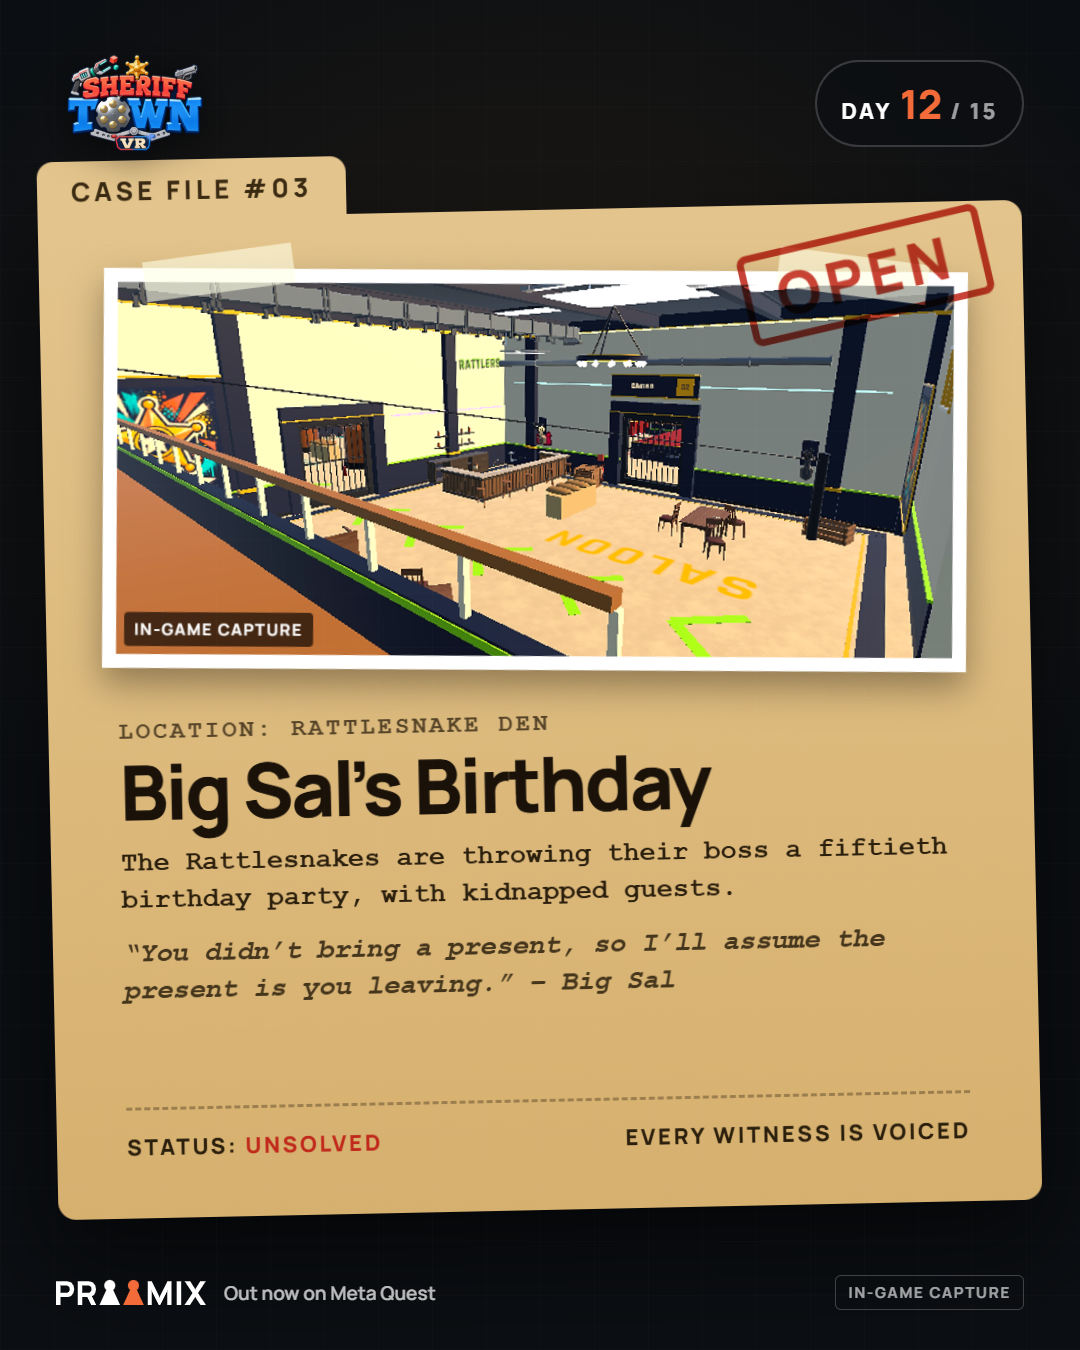 SHERIFF
TOWN
VR
DAY 12 / 15
CASE FILE #03
OPEN
RATTLERS
CASINO 02
SALOON
IN-GAME CAPTURE
LOCATION: RATTLESNAKE DEN
Big Sal’s Birthday
The Rattlesnakes are throwing their boss a fiftieth
birthday party, with kidnapped guests.
“You didn’t bring a present, so I’ll assume the
present is you leaving.” — Big Sal
STATUS: UNSOLVED
EVERY WITNESS IS VOICED
PRAMIX
Out now on Meta Quest
IN-GAME CAPTURE